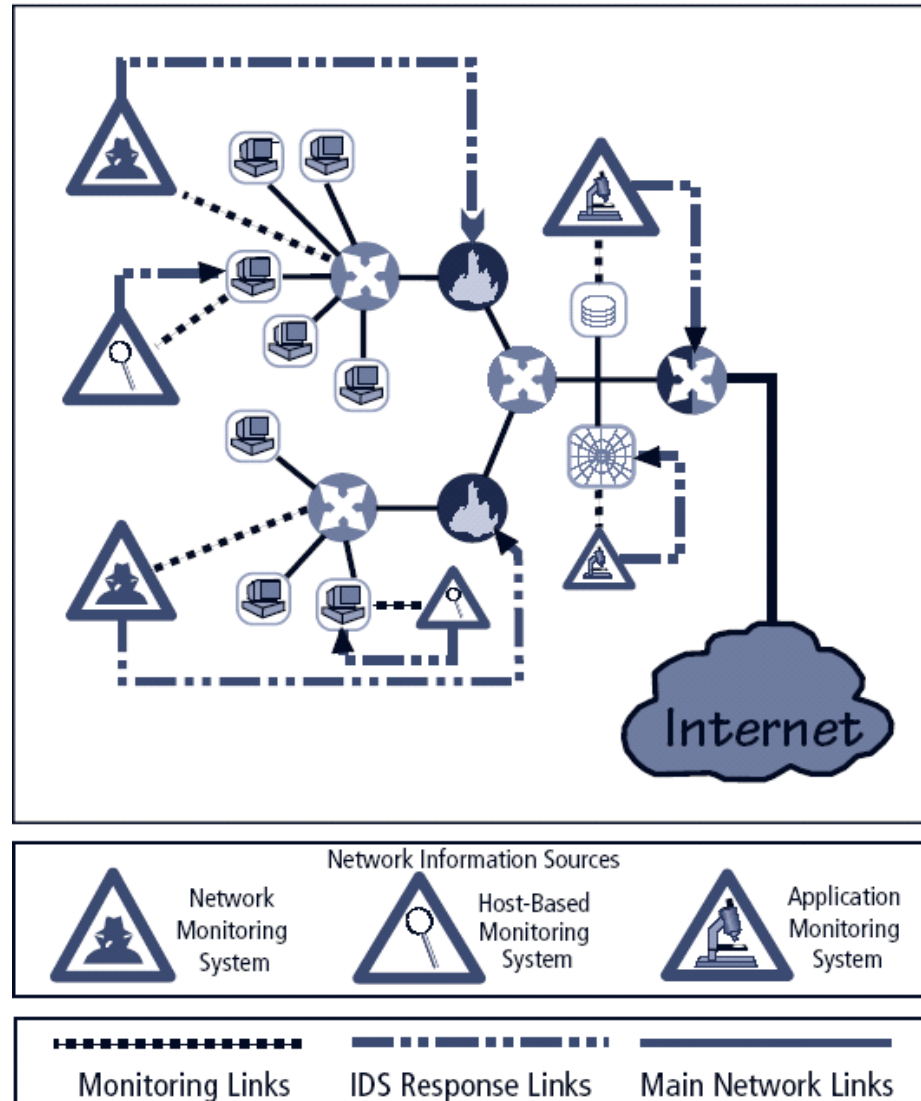 Internet
Network Information Sources
Network
Monitoring
System
Host-Based
Monitoring
System
Application
Monitoring
System
Monitoring Links
IDS Response Links
Main Network Links